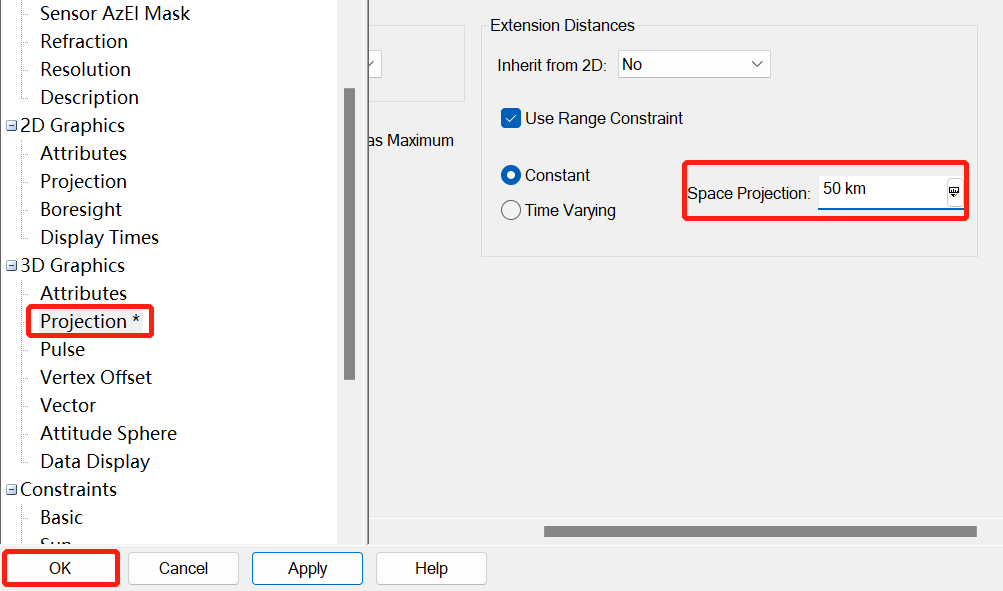 Sensor AzEl Mask
Refraction
Resolution
Description
2D Graphics
Attributes
Projection
Boresight
Display Times
3D Graphics
Attributes
Projection *
Pulse
Vertex Offset
Vector
Attitude Sphere
Data Display
Constraints
Basic
Sun
as Maximum
Extension Distances
Inherit from 2D: No
Use Range Constraint
Constant
Time Varying
Space Projection: 50 km
OK Cancel Apply Help